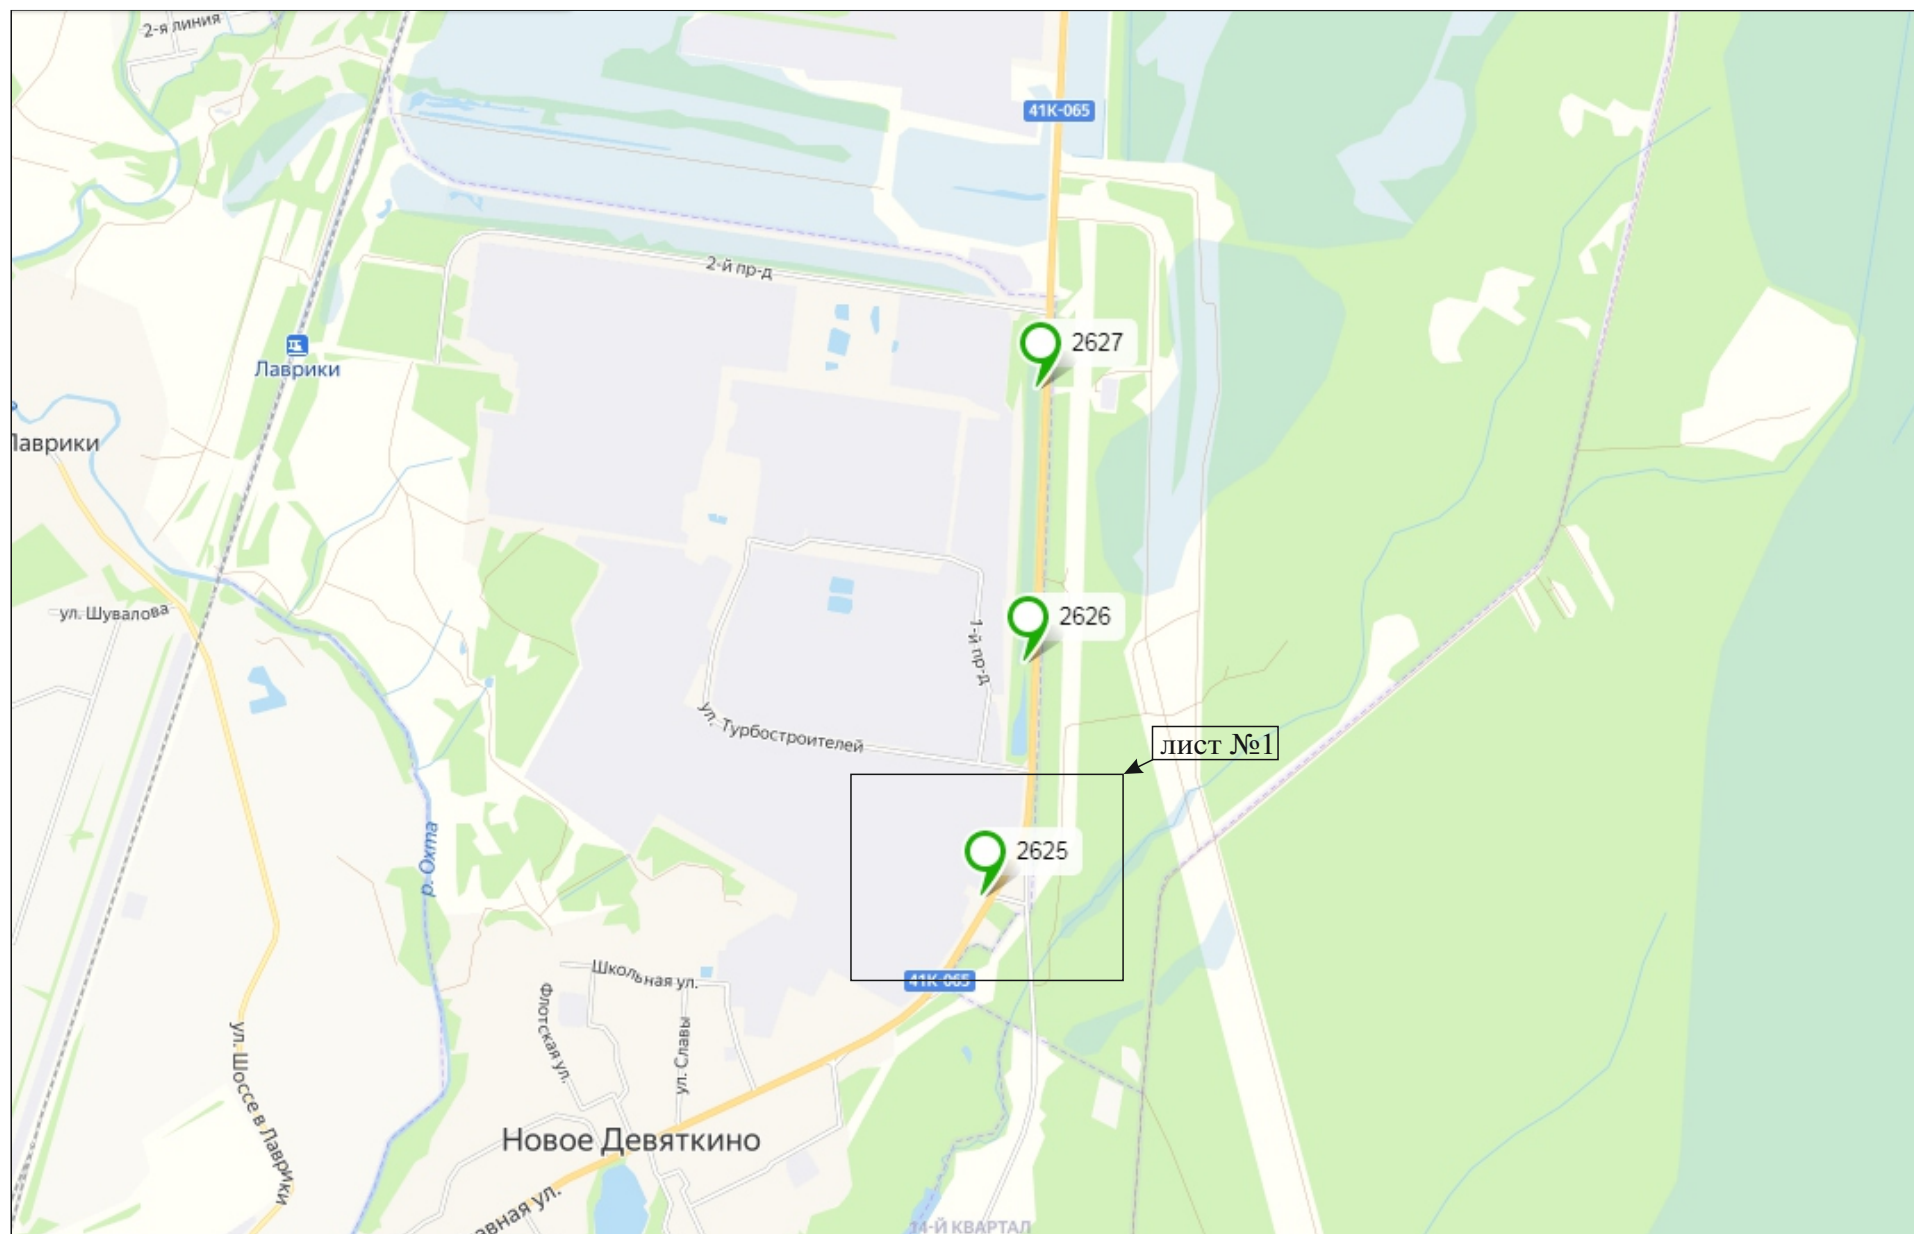 2-я линия
41К-065
2-й пр-д
2627
Лаврики
Лаврики
ул. Шувалова
2626
1-й пр-д
ул. Турбостроителей
лист №1
2625
р. Охта
Школьная ул.
41К-065
Флотская ул.
ул. Славы
ул. Шоссе в Лаврики
Новое Девяткино
авная ул.
14-Й КВАРТАЛ